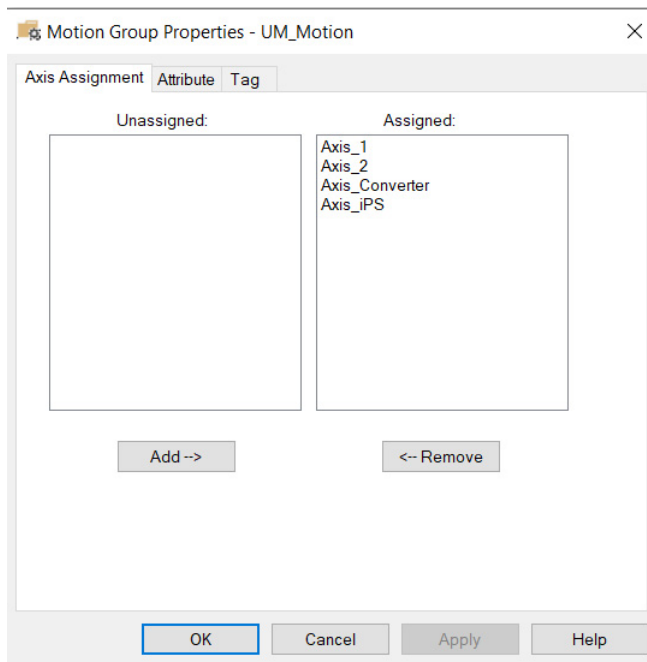 Motion Group Properties - UM_Motion
Axis Assignment Attribute Tag
Unassigned: Assigned:
Axis_1
Axis_2
Axis_Converter
Axis_iPS
Add --> <-- Remove
OK Cancel Apply Help